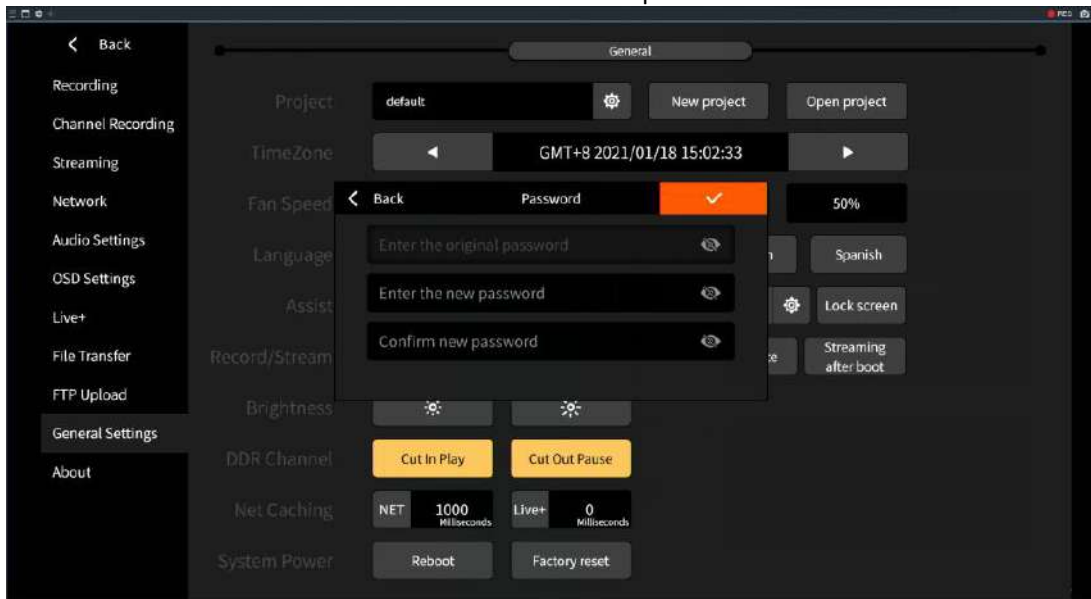 REC
Back
General
Recording
Project
default
New project
Open project
Channel Recording
TimeZone
GMT+8 2021/01/18 15:02:33
Streaming
Network
Fan Speed
Back
Password
50%
Audio Settings
Language
Enter the original password
Spanish
OSD Settings
Enter the new password
Live+
Assist
Lock screen
Confirm new password
File Transfer
Record/Stream
Streaming
after boot
FTP Upload
Brightness
General Settings
DDR Channel
Cut In Play
Cut Out Pause
About
Net Caching
NET
1000
Milliseconds
Live+
0
Milliseconds
System Power
Reboot
Factory reset